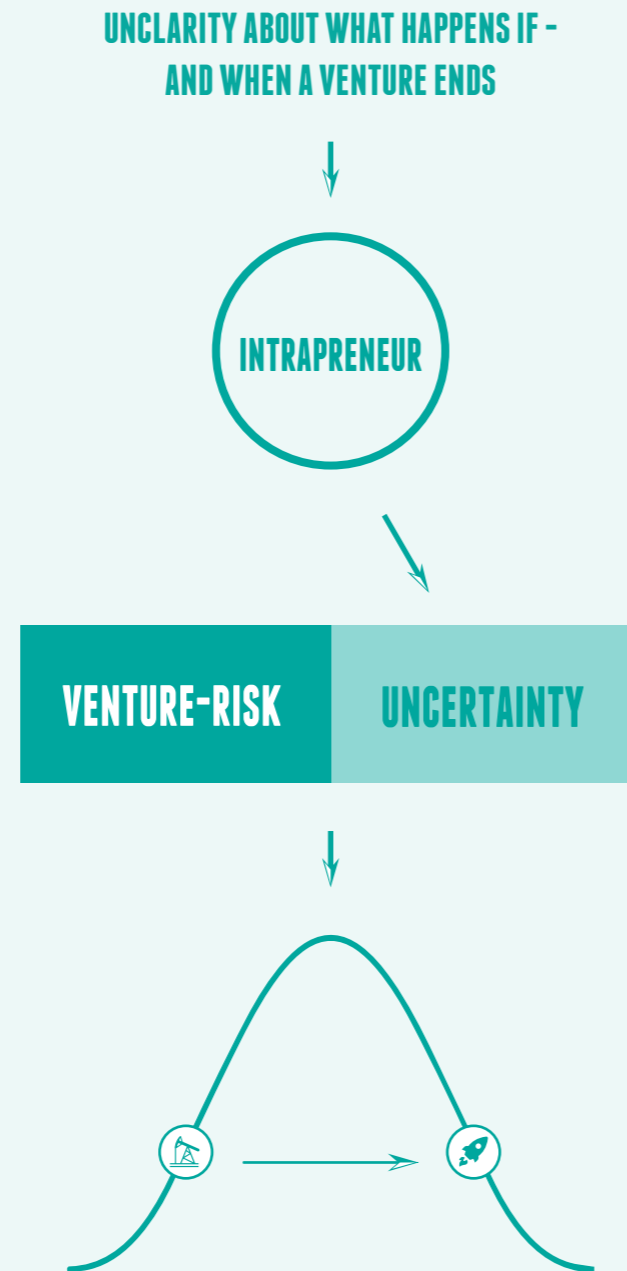 UNCLARITY ABOUT WHAT HAPPENS IF -
AND WHEN A VENTURE ENDS
INTRAPRENEUR
VENTURE-RISK
UNCERTAINTY